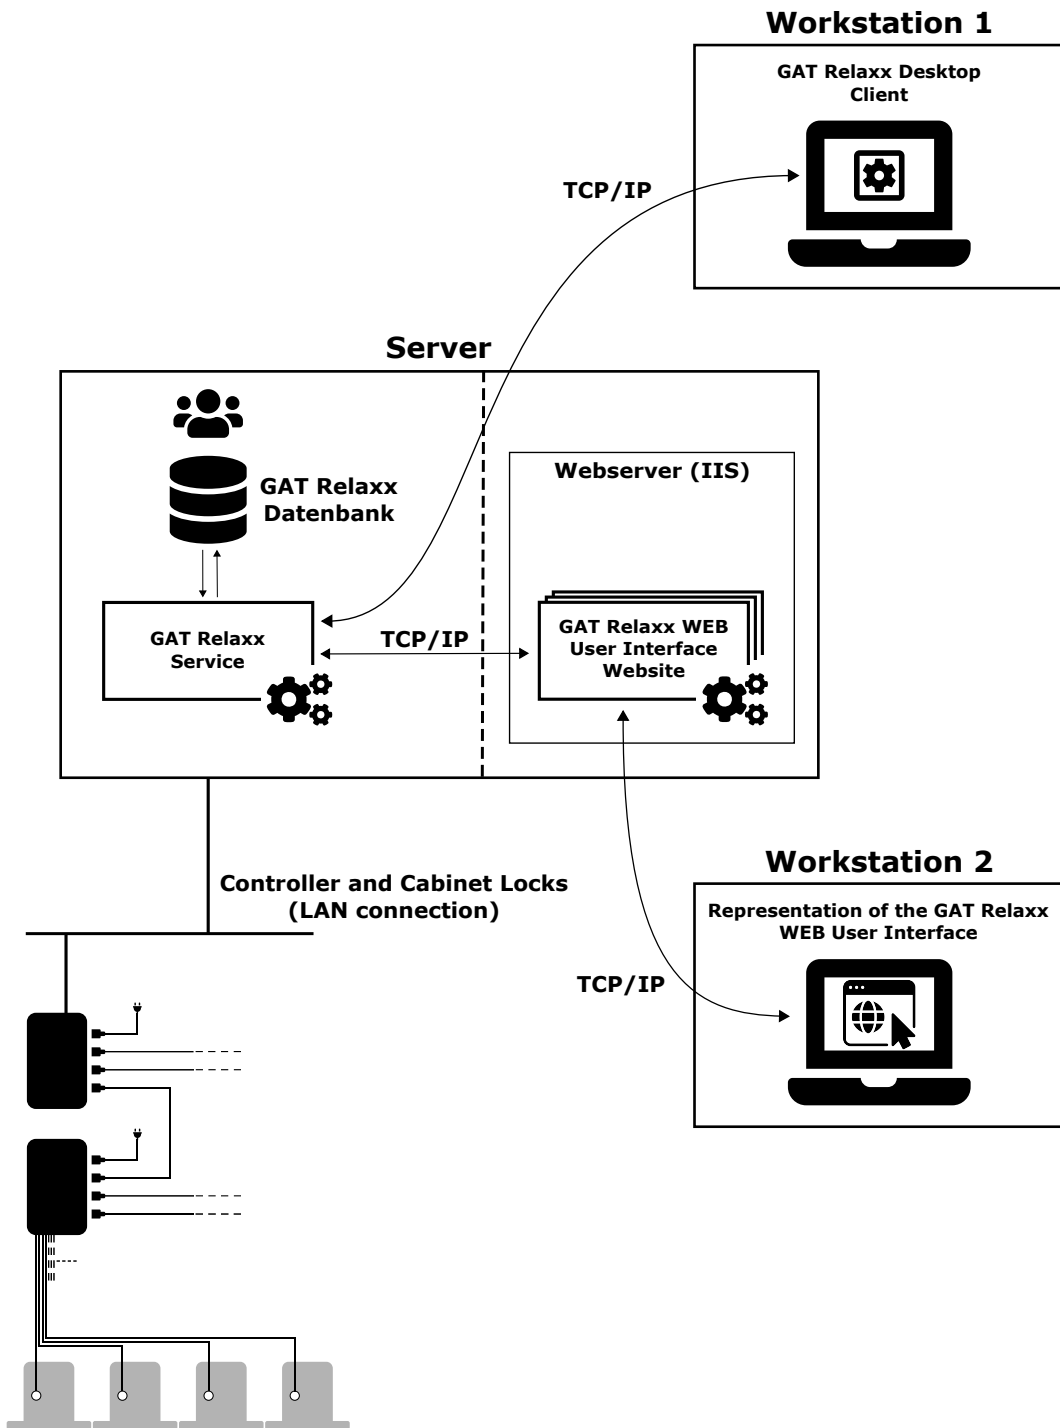 Workstation 1
GAT Relaxx Desktop
Client
TCP/IP
Server
GAT Relaxx
Datenbank
Webserver (IIS)
GAT Relaxx
Service
TCP/IP
GAT Relaxx WEB
User Interface
Website
Controller and Cabinet Locks
(LAN connection)
Workstation 2
Representation of the GAT Relaxx
WEB User Interface
TCP/IP